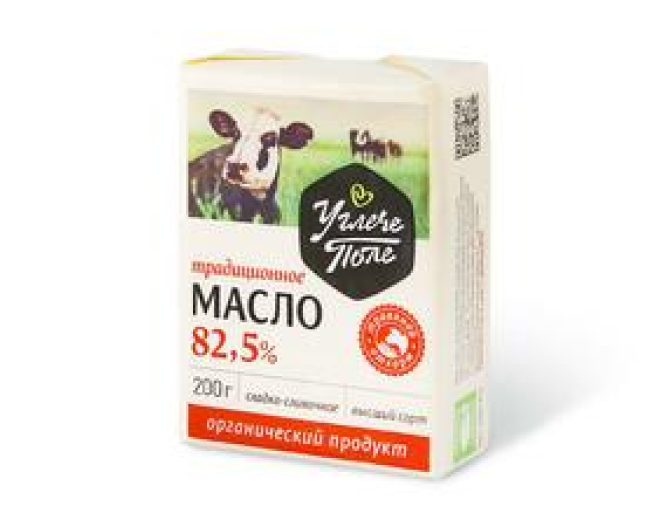 Углече
Поле
традиционное
МАСЛО
82,5%
200 г
сладко-сливочное
высший сорт
органический продукт